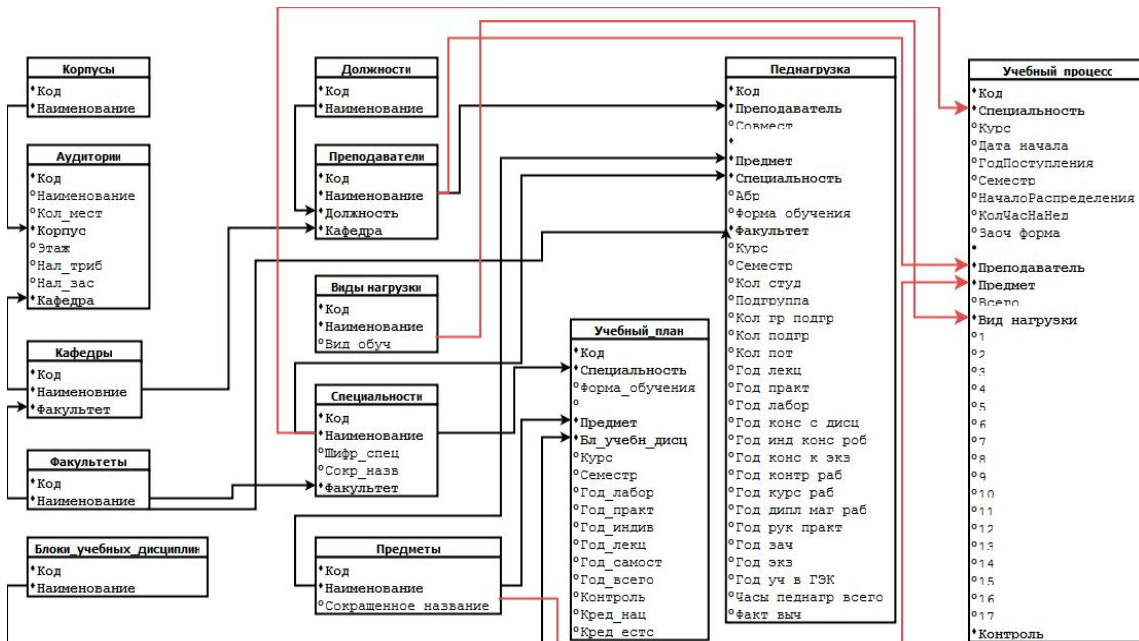 Корпусы
Код
Наименование
Аудитории
Код
Наименование
Кол_мест
Корпус
Этаж
Нал_триб
Нал_зас
Кафедра
Кафедры
Код
Наименовние
Факультет
Факультеты
Код
Наименование
Блоки_учебных_дисциплин
Код
Наименование
Должности
Код
Наименование
Преподаватели
Код
Наименование
Должность
Кафедра
Виды нагрузки
Код
Наименование
Вид обуч
Специальности
Код
Наименование
Шифр_спец
Сокр_назв
Факультет
Предметы
Код
Наименование
Сокращенное название
Учебный_план
Код
Специальность
Форма_обучения
Предмет
Бл_учебн_дисц
Курс
Семестр
Год_лабор
Год_практ
Год_индив
Год_лекц
Год_самост
Год_всего
Контроль
Кред_нац
Кред_естс
Педнагрузка
Код
Преподаватель
Совмест
Предмет
Специальность
Абр
Форма обучения
Факультет
Курс
Семестр
Кол студ
Подгруппа
Кол гр подгр
Кол подгр
Кол пот
Год лекц
Год практ
Год лабор
Год конс с дисц
Год инд конс роб
Год конс к экз
Год контр раб
Год курс раб
Год дипл маг раб
Год рук практ
Год зач
Год экз
Год уч в ГЭК
Часы педнагр всего
Факт выч
Учебный процесс
Код
Специальность
Курс
Дата начала
ГодПоступления
Семестр
НачалоРаспределения
КолЧасНаНед
Заоч форма
Преподаватель
Предмет
Всего
Вид нагрузки
1
2
3
4
5
6
7
8
9
10
11
12
13
14
15
16
17
Контроль